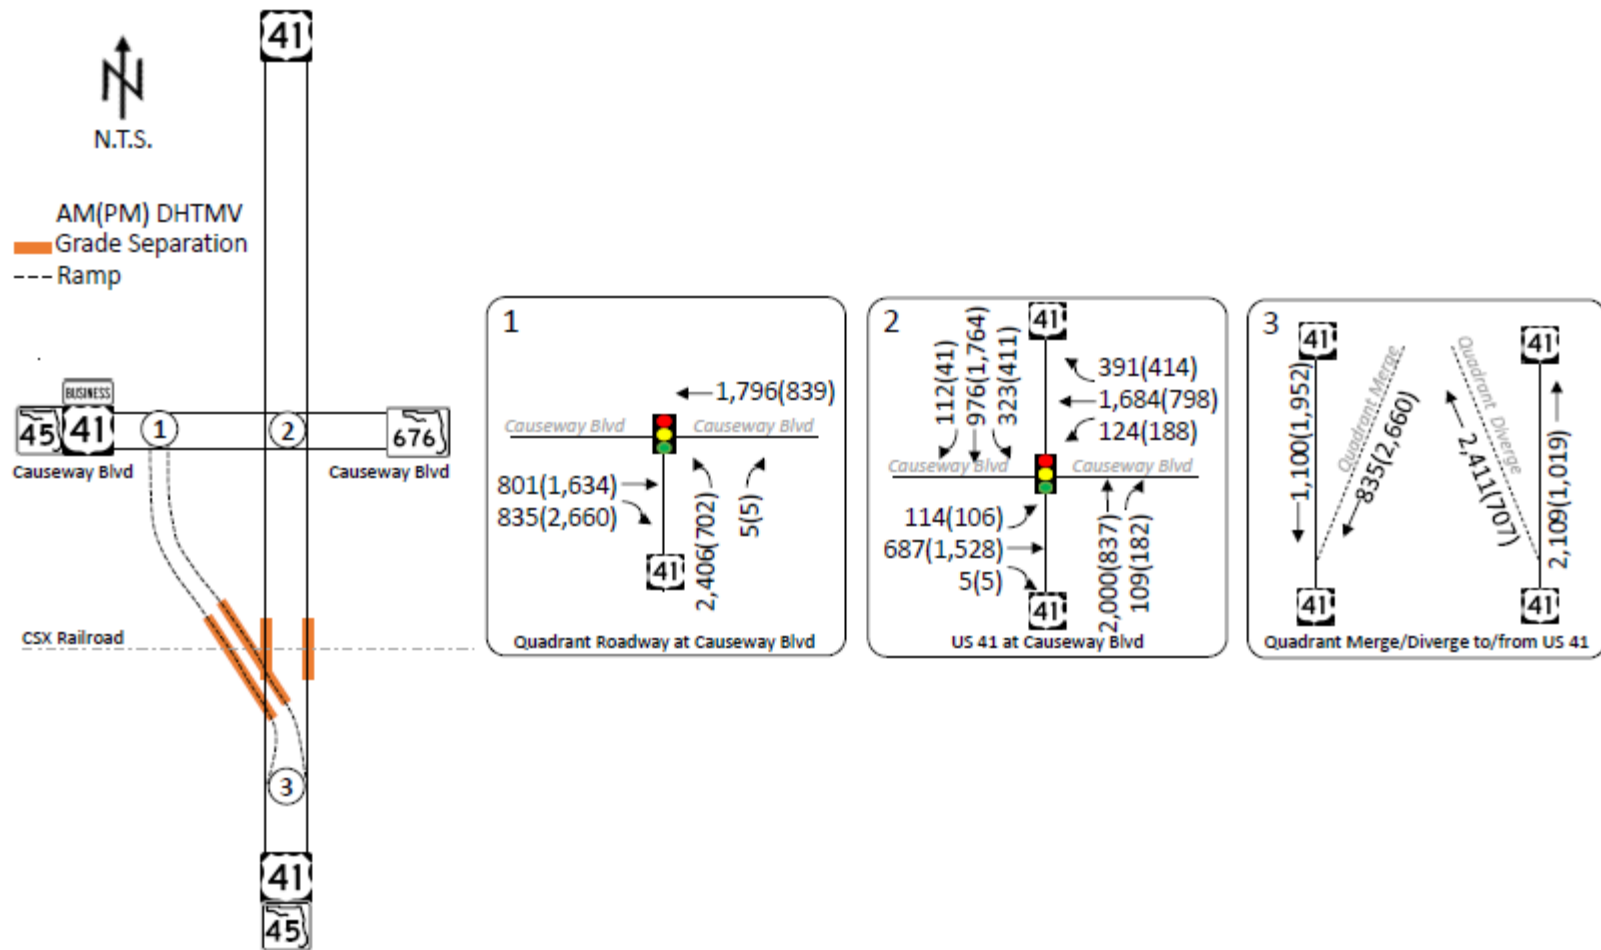 41
N
N.T.S.
AM(PM) DHTMV
Grade Separation
Ramp
BUSINESS
45 41
1
2
676
Causeway Blvd
Causeway Blvd
CSX Railroad
3
41
45
1
1,796(839)
Causeway Blvd
Causeway Blvd
801(1,634)
835(2,660)
2,406(702)
5(5)
41
Quadrant Roadway at Causeway Blvd
2
41
112(41)
976(1,764)
323(411)
391(414)
1,684(798)
124(188)
Causeway Blvd
Causeway Blvd
114(106)
687(1,528)
5(5)
2,000(837)
109(182)
41
US 41 at Causeway Blvd
3
41
41
1,100(1,952)
Quadrant Merge
835(2,660)
Quadrant Diverge
2,411(707)
2,109(1,019)
41
41
Quadrant Merge/Diverge to/from US 41